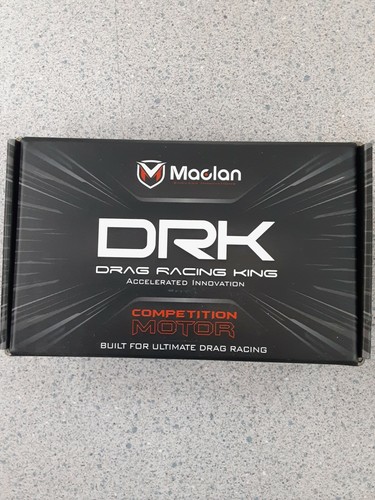 Maclan
DRK
DRAG RACING KING
ACCELERATED INNOVATION
COMPETITION
MOTOR
BUILT FOR ULTIMATE DRAG RACING